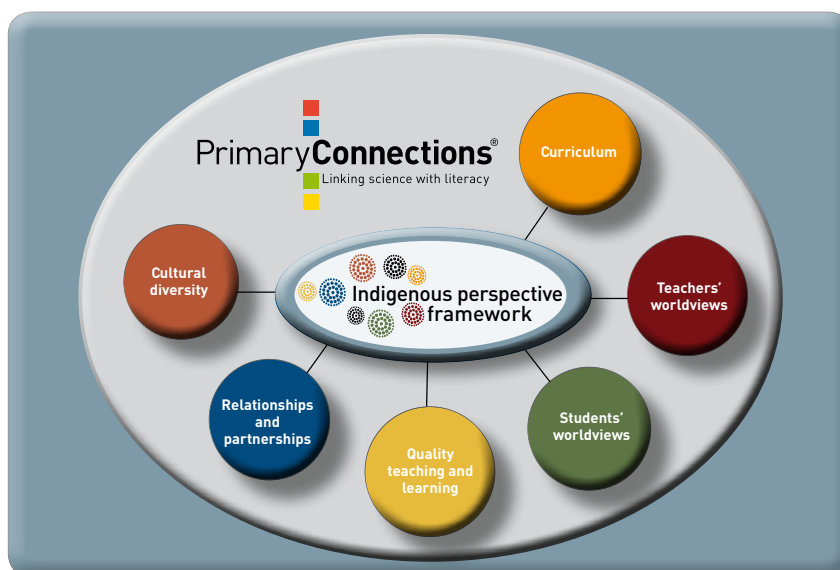 PrimaryConnections®
Linking science with literacy
Curriculum
Cultural
diversity
Indigenous perspective
framework
Teachers'
worldviews
Relationships
and
partnerships
Students'
worldviews
Quality
teaching and
learning